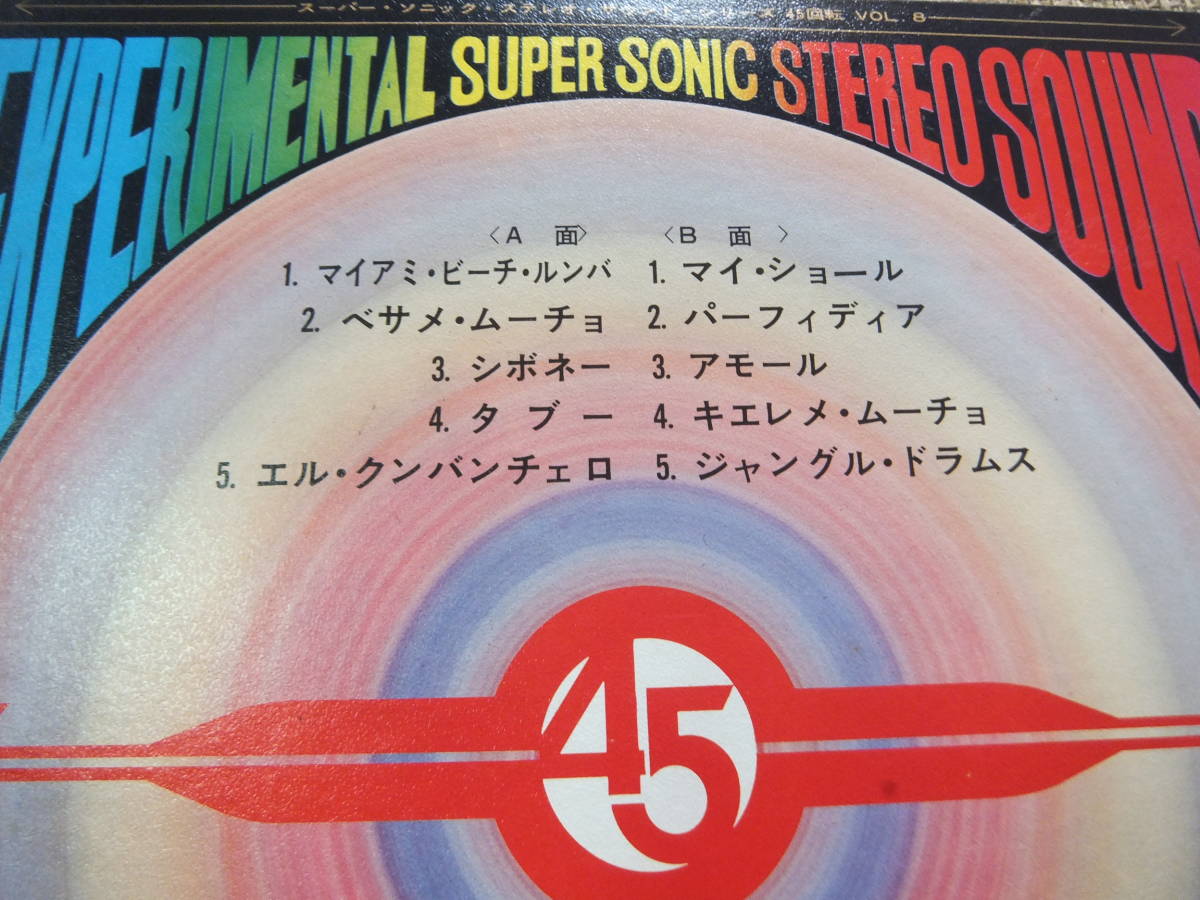 スーパー・ソニック・ステレオ 45回転 VOL. 8
EXPERIMENTAL SUPER SONIC STEREO SOUND
〈A 面〉
1. マイアミ・ビーチ・ルンバ
2. ベサメ・ムーチョ
3. シボネー
4. タブー
5. エル・クンバンチェロ
〈B 面 〉
1. マイ・ショール
2. パーフィディア
3. アモール
4. キエレメ・ムーチョ
5. ジャングル・ドラムス
45